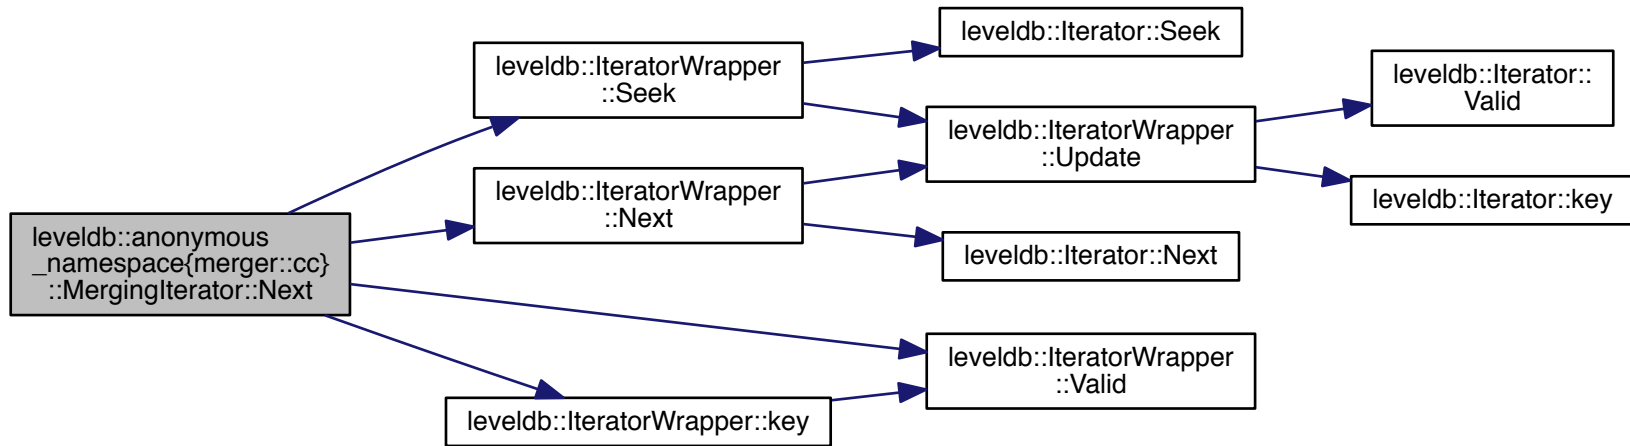 leveldb::anonymous
_namespace{merger::cc}
::MergingIterator::Next
leveldb::IteratorWrapper
::Seek
leveldb::IteratorWrapper
::Next
leveldb::IteratorWrapper::key
leveldb::Iterator::Seek
leveldb::IteratorWrapper
::Update
leveldb::Iterator::Next
leveldb::IteratorWrapper
::Valid
leveldb::Iterator::
Valid
leveldb::Iterator::key